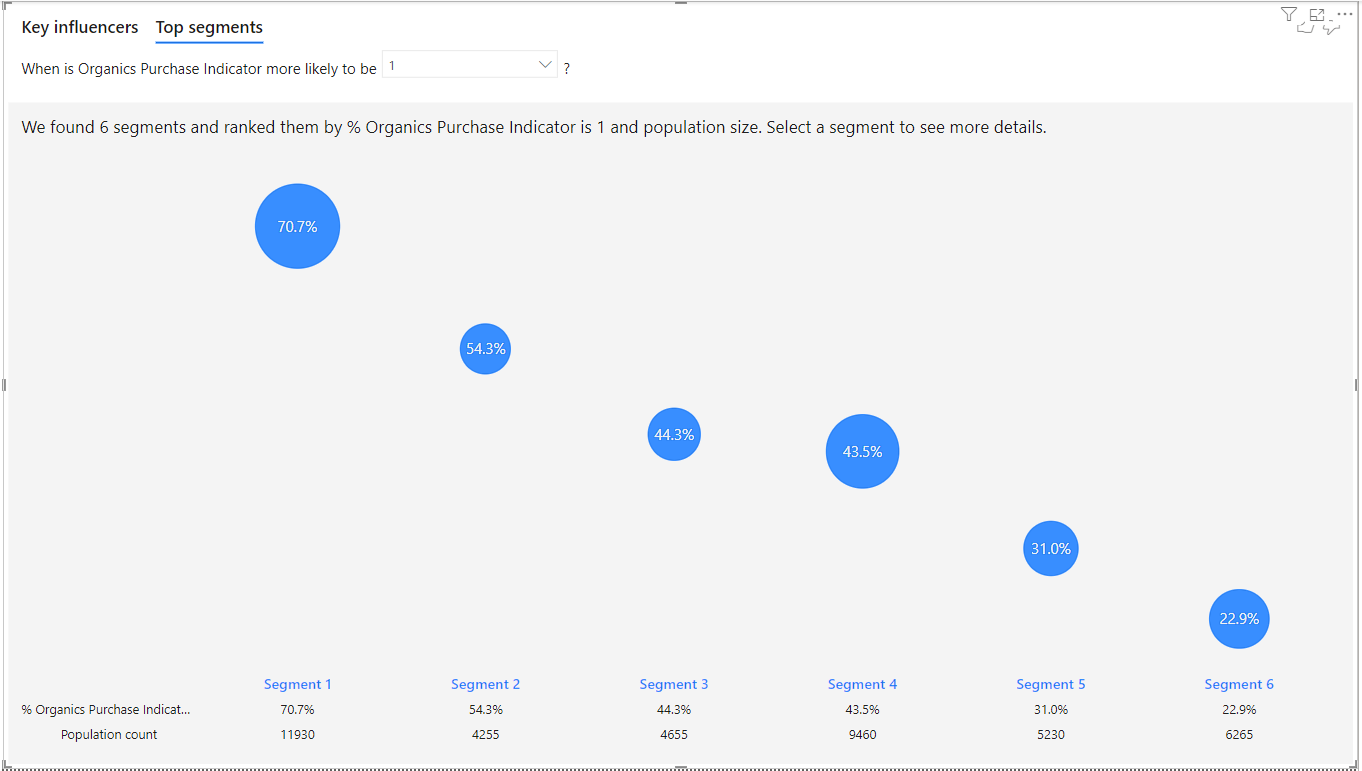 Key influencers Top segments
When is Organics Purchase Indicator more likely to be 1 ?
We found 6 segments and ranked them by % Organics Purchase Indicator is 1 and population size. Select a segment to see more details.
70.7%
54.3%
44.3%
43.5%
31.0%
22.9%
Segment 1 Segment 2 Segment 3 Segment 4 Segment 5 Segment 6
% Organics Purchase Indicat... 70.7% 54.3% 44.3% 43.5% 31.0% 22.9%
Population count 11930 4255 4655 9460 5230 6265